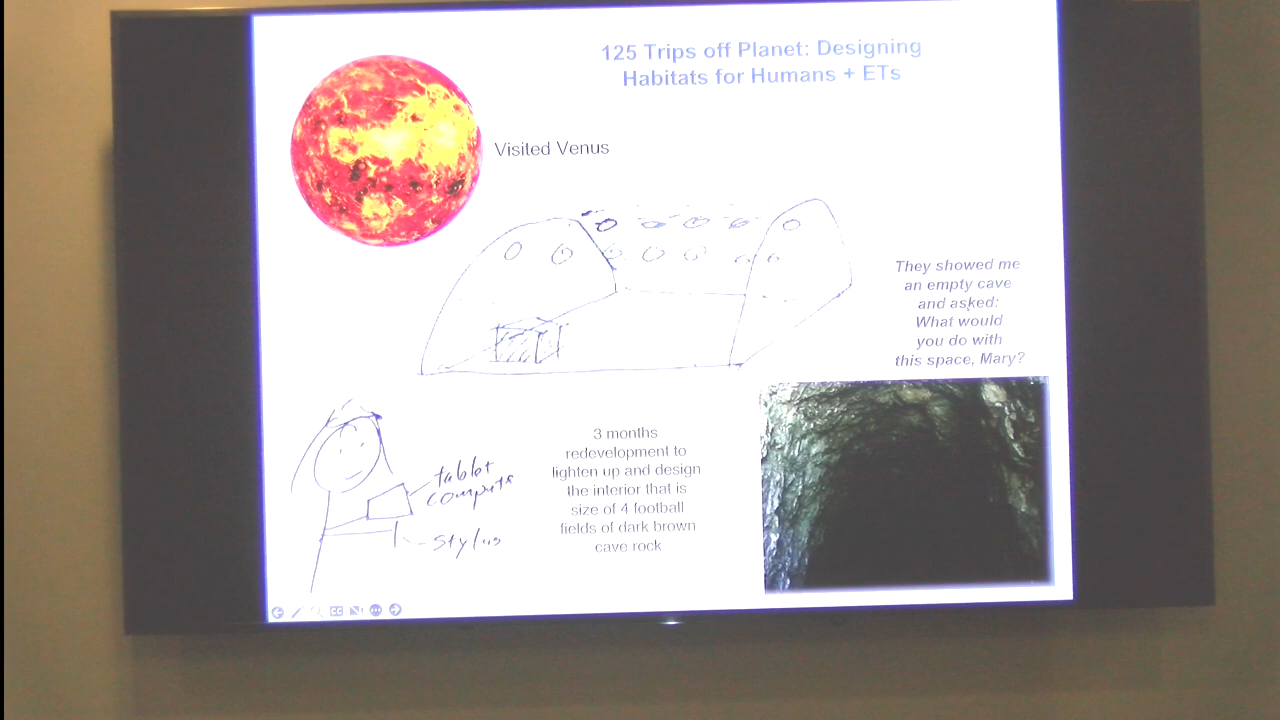 125 Trips off Planet: Designing
Habitats for Humans + ETs
Visited Venus
They showed me
an empty cave
and asked:
What would
you do with
this space, Mary?
3 months
redevelopment to
lighten up and design
the interior that is
size of 4 football
fields of dark brown
cave rock
tablet
compute
stylus
CC